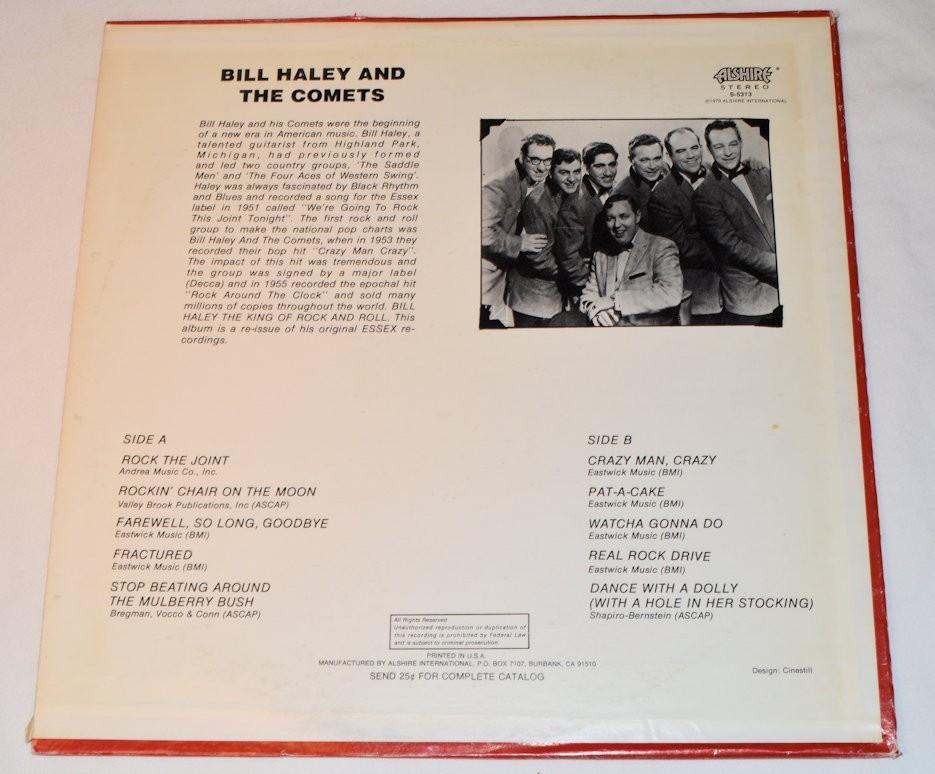 BILL HALEY AND
THE COMETS
ALSHIRE
STEREO
S-5313
©1979 ALSHIRE INTERNATIONAL
Bill Haley and his Comets were the beginning
of a new era in American music. Bill Haley, a
talented guitarist from Highland Park,
Michigan, had previously formed
and led two country groups, 'The Saddle
Men' and 'The Four Aces of Western Swing'.
Haley was always fascinated by Black Rhythm
and Blues and recorded a song for the Essex
label in 1951 called "We're Going To Rock
This Joint Tonight". The first rock and roll
group to make the national pop charts was
Bill Haley And The Comets, when in 1953 they
recorded their bop hit "Crazy Man Crazy".
The impact of this hit was tremendous and
the group was signed by a major label
(Decca) and in 1955 recorded the epochal hit
"Rock Around The Clock" and sold many
millions of copies throughout the world. BILL
HALEY THE KING OF ROCK AND ROLL. This
album is a re-issue of his original ESSEX re-
cordings.
SIDE A
ROCK THE JOINT
Andrea Music Co., Inc.
ROCKIN' CHAIR ON THE MOON
Valley Brook Publications, Inc (ASCAP)
FAREWELL, SO LONG, GOODBYE
Eastwick Music (BMI)
FRACTURED
Eastwick Music (BMI)
STOP BEATING AROUND
THE MULBERRY BUSH
Bregman, Vocco & Conn (ASCAP)
SIDE B
CRAZY MAN, CRAZY
Eastwick Music (BMI)
PAT-A-CAKE
Eastwick Music (BMI)
WATCHA GONNA DO
Eastwick Music (BMI)
REAL ROCK DRIVE
Eastwick Music (BMI)
DANCE WITH A DOLLY
(WITH A HOLE IN HER STOCKING)
Shapiro-Bernstein (ASCAP)
All Rights Reserved
Unauthorized reproduction or duplication of
this recording is prohibited by Federal Law
and is subject to criminal prosecution.
PRINTED IN U.S.A.
MANUFACTURED BY ALSHIRE INTERNATIONAL, P.O. BOX 7107, BURBANK, CA 91510
SEND 25¢ FOR COMPLETE CATALOG
Design: Cinestill